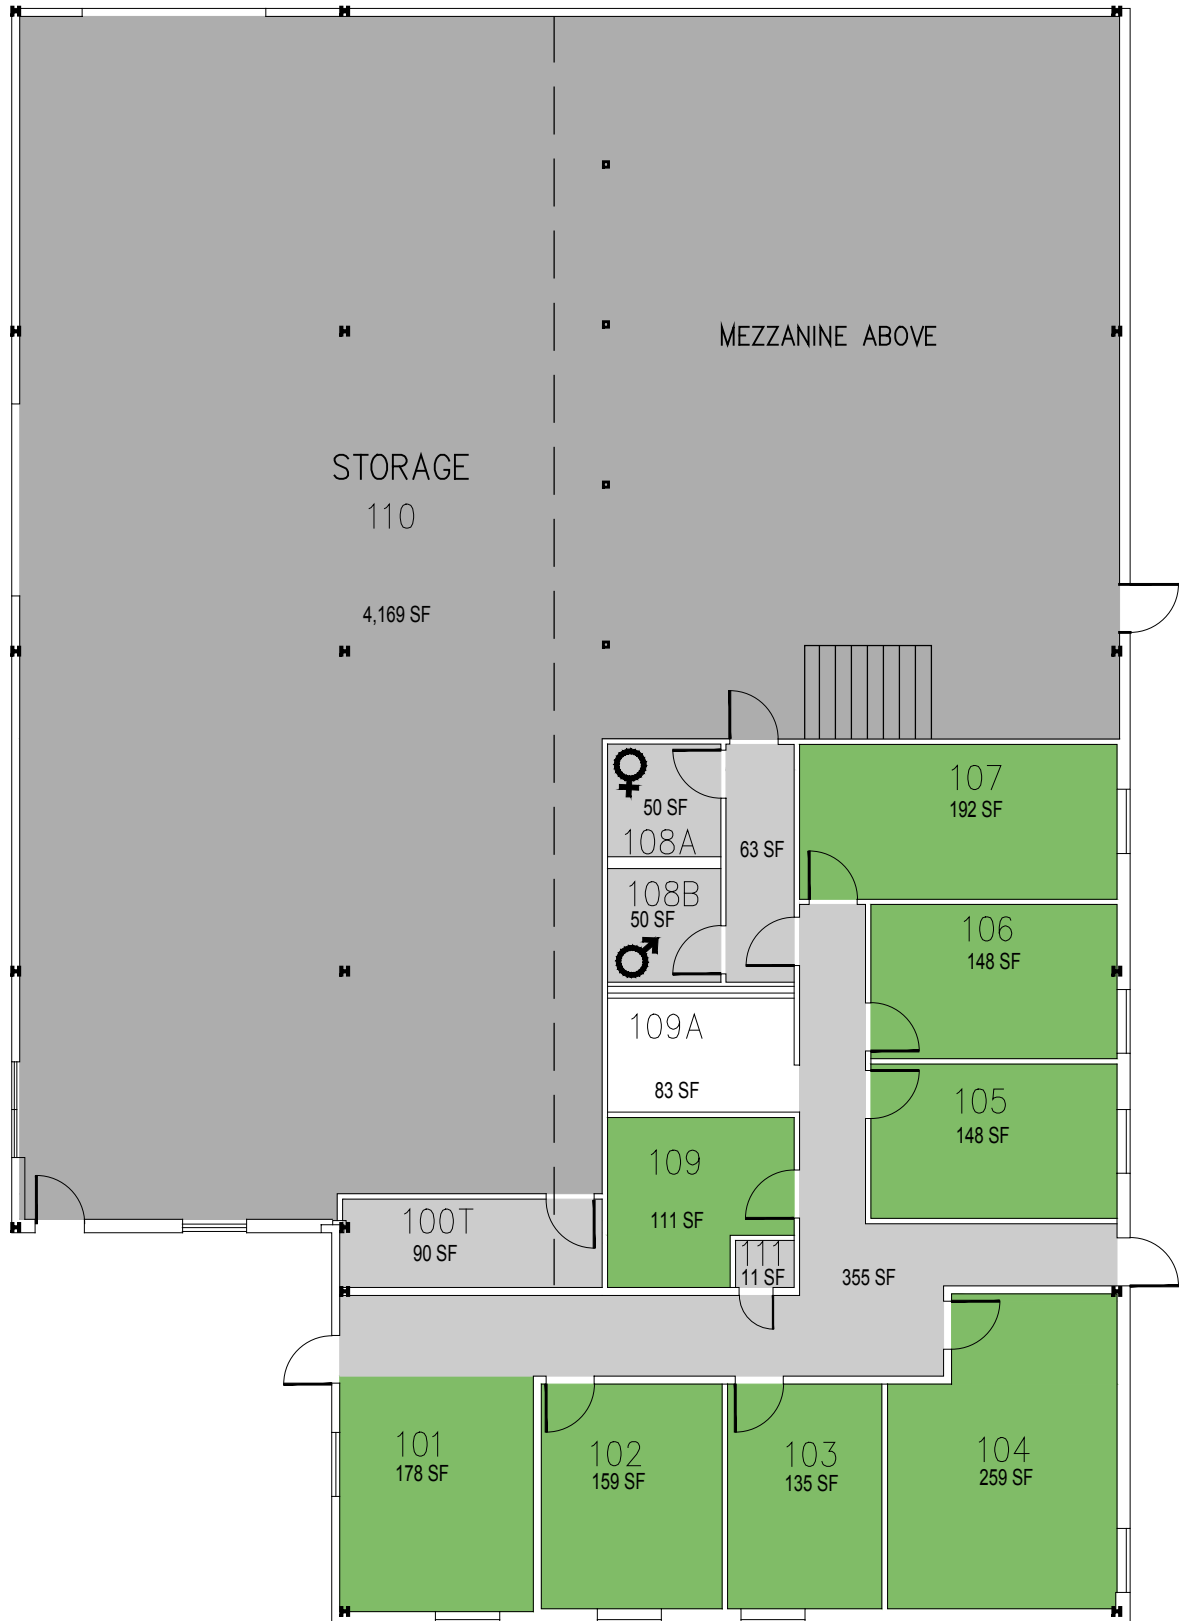 MEZZANINE ABOVE
STORAGE
110
4,169 SF
107
192 SF
50 SF
108A
63 SF
108B
50 SF
106
148 SF
109A
83 SF
105
148 SF
109
111 SF
100T
90 SF
111
11 SF
355 SF
101
178 SF
102
159 SF
103
135 SF
104
259 SF